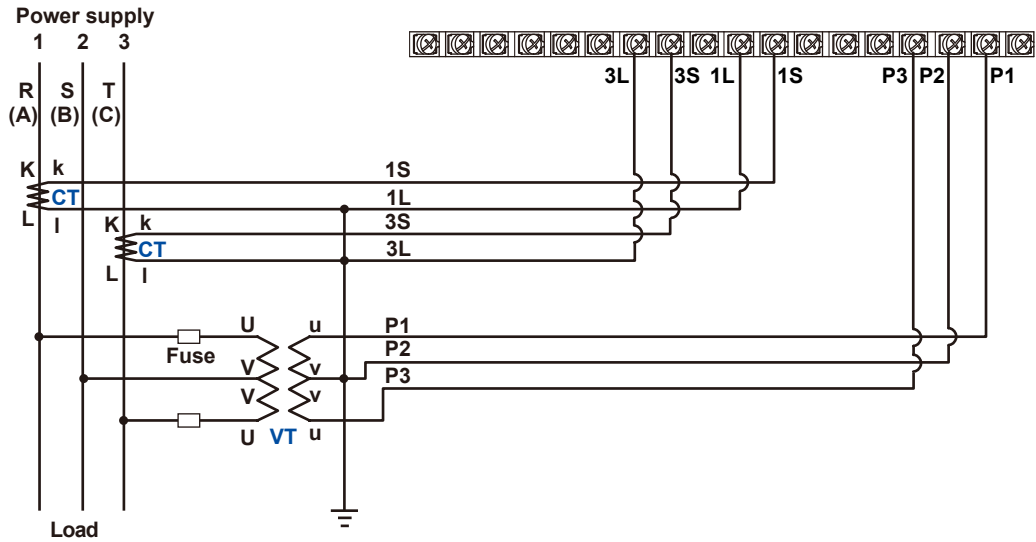 Power supply
1 2 3
3L 3S 1L 1S P3 P2 P1
R S T
(A) (B) (C)
K k 1S
CT 1L
L l
K k 3S
CT 3L
L l
U u P1
Fuse P2
V v
P3
V v
U VT u
Load